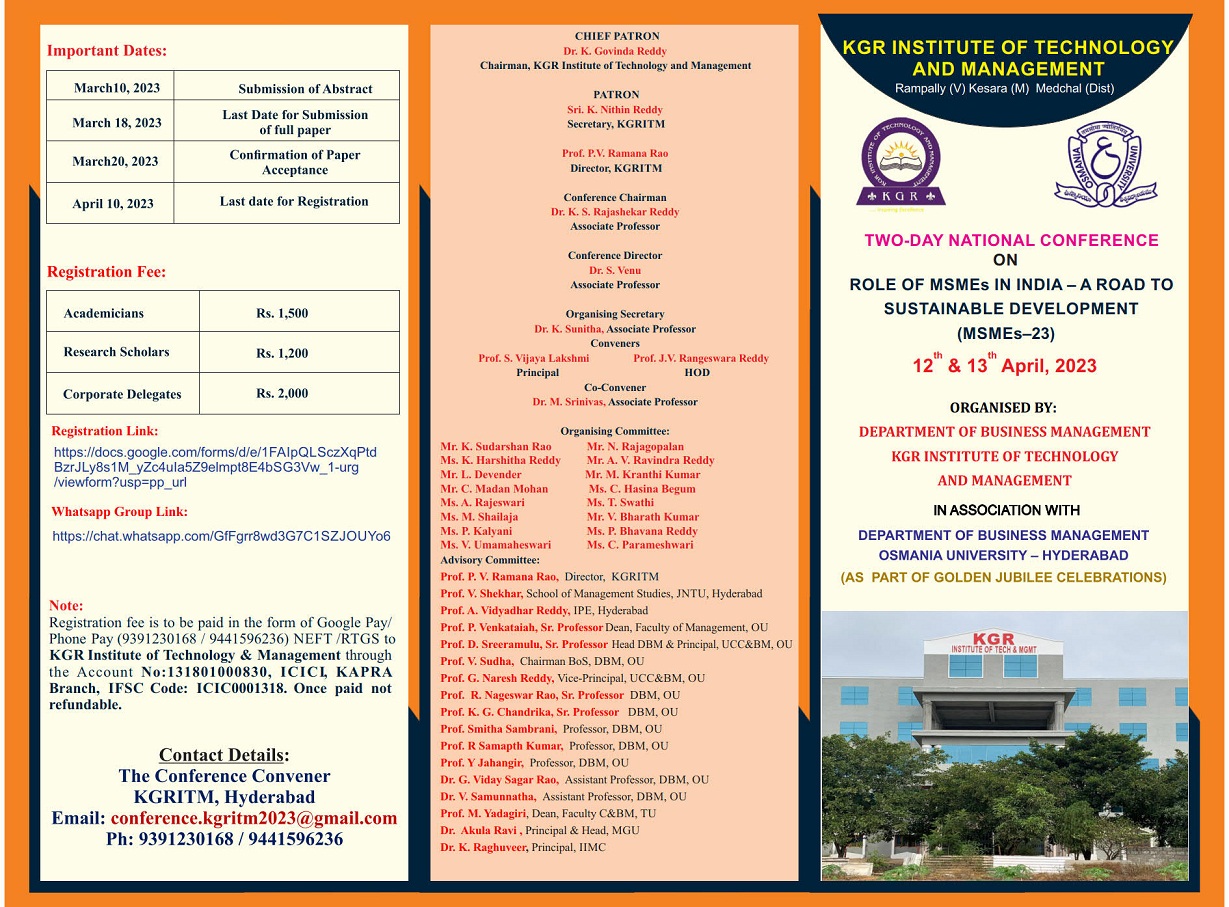 Important Dates:
March10, 2023 Submission of Abstract
March 18, 2023 Last Date for Submission
of full paper
March20, 2023 Confirmation of Paper
Acceptance
April 10, 2023 Last date for Registration
Registration Fee:
Academicians Rs. 1,500
Research Scholars Rs. 1,200
Corporate Delegates Rs. 2,000
Registration Link:
https://docs.google.com/forms/d/e/1FAIpQLSczXqPtd
BzrJLy8s1M_yZc4uIa5Z9elmpt8E4bSG3Vw_1-urg
/viewform?usp=pp_url
Whatsapp Group Link:
https://chat.whatsapp.com/GfFgrr8wd3G7C1SZJOUYo6
Note:
Registration fee is to be paid in the form of Google Pay/
Phone Pay (9391230168 / 9441596236) NEFT /RTGS to
KGR Institute of Technology & Management through
the Account No:131801000830, ICICI, KAPRA
Branch, IFSC Code: ICIC0001318. Once paid not
refundable.
Contact Details:
The Conference Convener
KGRITM, Hyderabad
Email: conference.kgritm2023@gmail.com
Ph: 9391230168 / 9441596236
CHIEF PATRON
Dr. K. Govinda Reddy
Chairman, KGR Institute of Technology and Management
PATRON
Sri. K. Nithin Reddy
Secretary, KGRITM
Prof. P.V. Ramana Rao
Director, KGRITM
Conference Chairman
Dr. K. S. Rajashekar Reddy
Associate Professor
Conference Director
Dr. S. Venu
Associate Professor
Organising Secretary
Dr. K. Sunitha, Associate Professor
Conveners
Prof. S. Vijaya Lakshmi Prof. J.V. Rangeswara Reddy
Principal HOD
Co-Convener
Dr. M. Srinivas, Associate Professor
Organising Committee:
Mr. K. Sudarshan Rao Mr. N. Rajagopalan
Ms. K. Harshitha Reddy Mr. A. V. Ravindra Reddy
Mr. L. Devender Mr. M. Kranthi Kumar
Mr. C. Madan Mohan Ms. C. Hasina Begum
Ms. A. Rajeswari Ms. T. Swathi
Ms. M. Shailaja Mr. V. Bharath Kumar
Ms. P. Kalyani Ms. P. Bhavana Reddy
Ms. V. Umamaheswari Ms. C. Parameshwari
Advisory Committee:
Prof. P. V. Ramana Rao, Director, KGRITM
Prof. V. Shekhar, School of Management Studies, JNTU, Hyderabad
Prof. A. Vidyadhar Reddy, IPE, Hyderabad
Prof. P. Venkataiah, Sr. Professor Dean, Faculty of Management, OU
Prof. D. Sreeramulu, Sr. Professor Head DBM & Principal, UCC&BM, OU
Prof. V. Sudha, Chairman BoS, DBM, OU
Prof. G. Naresh Reddy, Vice-Principal, UCC&BM, OU
Prof. R. Nageswar Rao, Sr. Professor DBM, OU
Prof. K. G. Chandrika, Sr. Professor DBM, OU
Prof. Smitha Sambrani, Professor, DBM, OU
Prof. R Samapth Kumar, Professor, DBM, OU
Prof. Y Jahangir, Professor, DBM, OU
Dr. G. Viday Sagar Rao, Assistant Professor, DBM, OU
Dr. V. Samunnatha, Assistant Professor, DBM, OU
Prof. M. Yadagiri, Dean, Faculty C&BM, TU
Dr. Akula Ravi , Principal & Head, MGU
Dr. K. Raghuveer, Principal, IIMC
KGR INSTITUTE OF TECHNOLOGY
AND MANAGEMENT
Rampally (V) Kesara (M) Medchal (Dist)
KGR INSTITUTE OF TECHNOLOGY AND MANAGEMENT
KGR
OSMANIA UNIVERSITY
TWO-DAY NATIONAL CONFERENCE
ON
ROLE OF MSMEs IN INDIA – A ROAD TO
SUSTAINABLE DEVELOPMENT
(MSMEs–23)
12th & 13th April, 2023
ORGANISED BY:
DEPARTMENT OF BUSINESS MANAGEMENT
KGR INSTITUTE OF TECHNOLOGY
AND MANAGEMENT
IN ASSOCIATION WITH
DEPARTMENT OF BUSINESS MANAGEMENT
OSMANIA UNIVERSITY – HYDERABAD
(AS PART OF GOLDEN JUBILEE CELEBRATIONS)
KGR
INSTITUTE OF TECH & MGMT